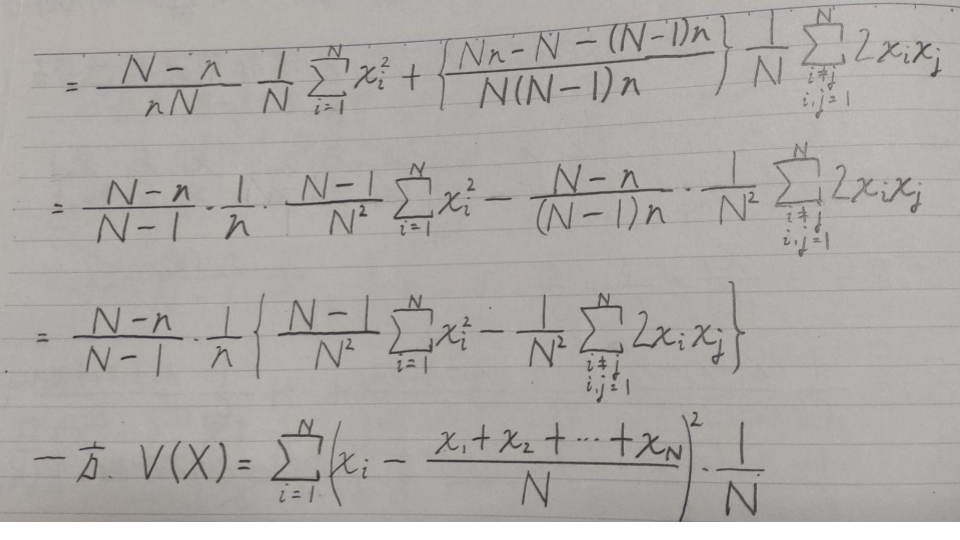 = \frac{N-n}{nN} \frac{1}{N} \sum_{i=1}^{N} x_i^2 + \left\{ \frac{Nn-N-(N-1)n}{N(N-1)n} \right\} \frac{1}{N} \sum_{\substack{i \neq j \\ i,j=1}}^{N} 2x_i x_j
= \frac{N-n}{N-1} \cdot \frac{1}{n} \cdot \frac{N-1}{N^2} \sum_{i=1}^{N} x_i^2 - \frac{N-n}{(N-1)n} \cdot \frac{1}{N^2} \sum_{\substack{i \neq j \\ i,j=1}}^{N} 2x_i x_j
= \frac{N-n}{N-1} \cdot \frac{1}{n} \left\{ \frac{N-1}{N^2} \sum_{i=1}^{N} x_i^2 - \frac{1}{N^2} \sum_{\substack{i \neq j \\ i,j=1}}^{N} 2x_i x_j \right\}
一方. V(X) = \sum_{i=1}^{N} \left( x_i - \frac{x_1+x_2+\cdots+x_N}{N} \right)^2 \cdot \frac{1}{N}